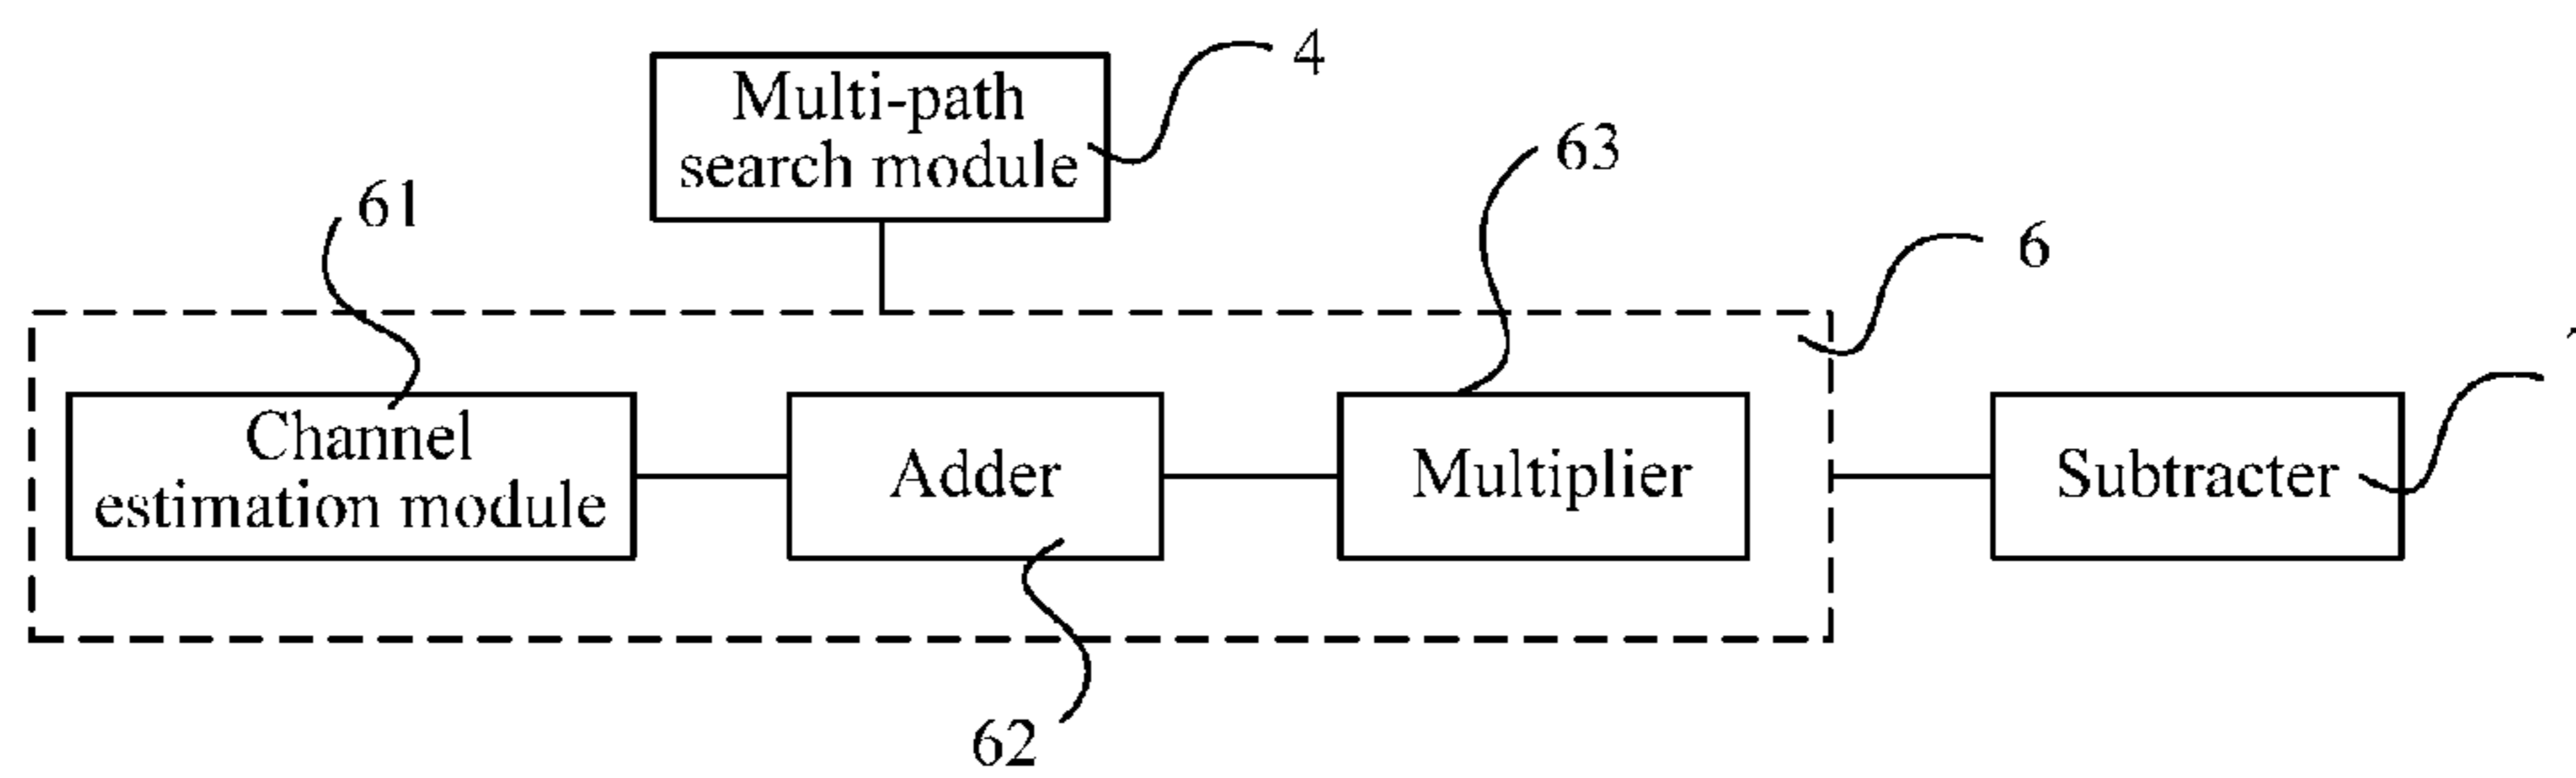 4
Multi-path
search module
63
61
6
Channel
estimation module
Adder
Multiplier
Subtracter
62